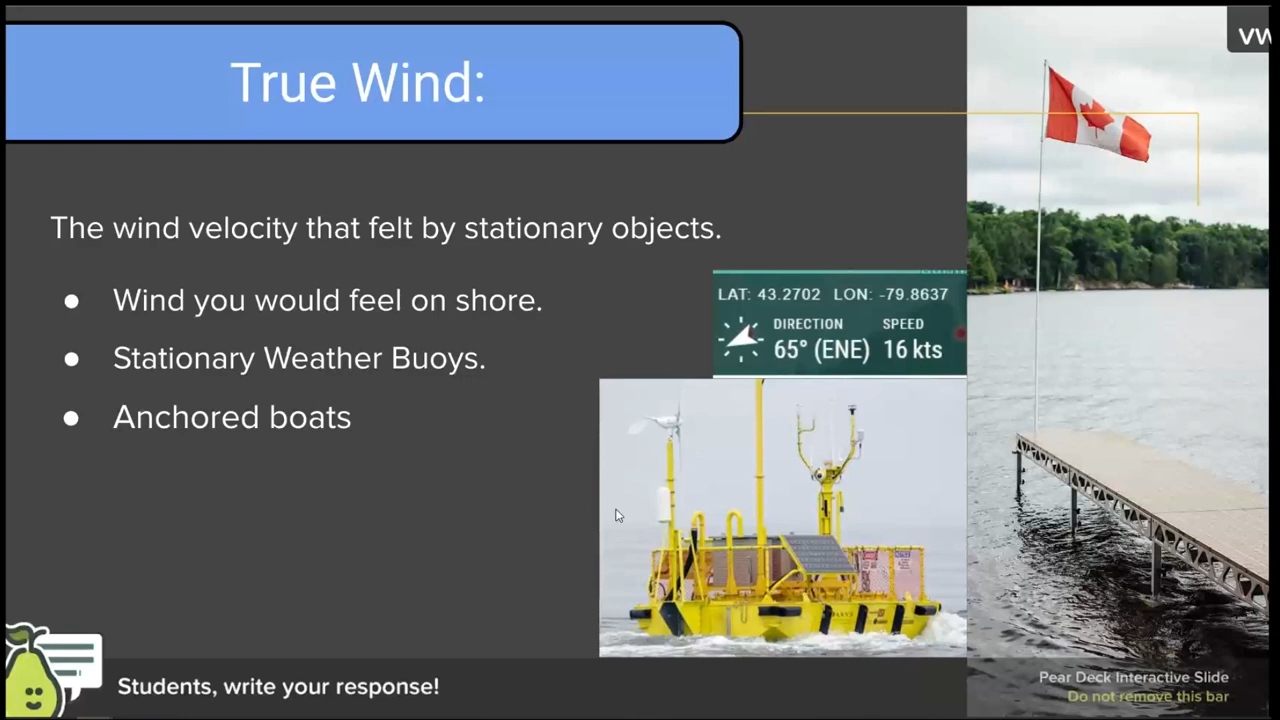 True Wind:
VW
The wind velocity that felt by stationary objects.
● Wind you would feel on shore.
● Stationary Weather Buoys.
● Anchored boats
LAT: 43.2702 LON: -79.8637
DIRECTION SPEED
65° (ENE) 16 kts
Students, write your response!
Pear Deck Interactive Slide
Do not remove this bar